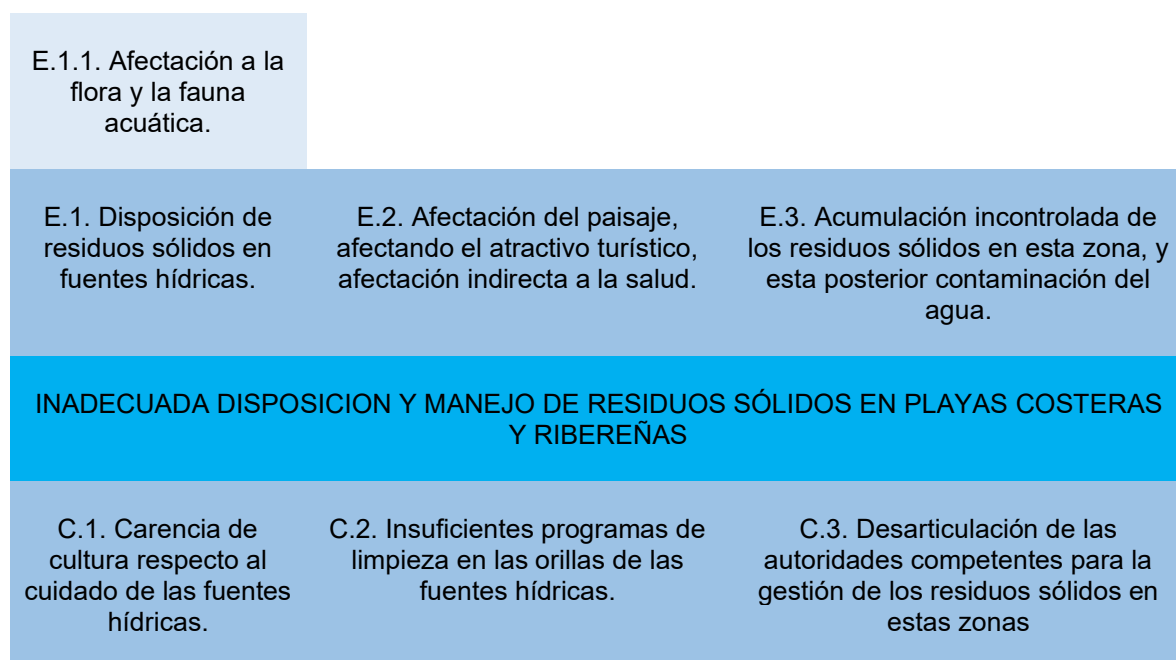 E.1.1. Afectación a la
flora y la fauna
acuática.
E.1. Disposición de
residuos sólidos en
fuentes hídricas.
E.2. Afectación del paisaje,
afectando el atractivo turístico,
afectación indirecta a la salud.
E.3. Acumulación incontrolada de
los residuos sólidos en esta zona, y
esta posterior contaminación del
agua.
INADECUADA DISPOSICION Y MANEJO DE RESIDUOS SÓLIDOS EN PLAYAS COSTERAS
Y RIBEREÑAS
C.1. Carencia de
cultura respecto al
cuidado de las fuentes
hídricas.
C.2. Insuficientes programas de
limpieza en las orillas de las
fuentes hídricas.
C.3. Desarticulación de las
autoridades competentes para la
gestión de los residuos sólidos en
estas zonas